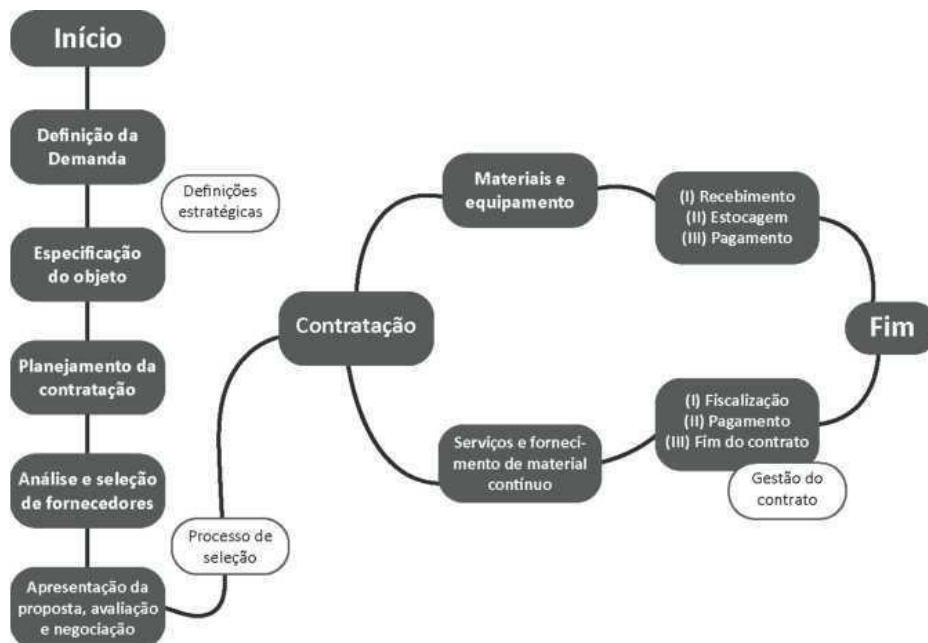 Início
Definição da
Demanda
Definições
estratégicas
Especificação
do objeto
Planejamento da
contratação
Análise e seleção
de fornecedores
Apresentação da
proposta, avaliação
e negociação
Processo de
seleção
Contratação
Materiais e
equipamento
(I) Recebimento
(II) Estocagem
(III) Pagamento
Serviços e forneci-
mento de material
contínuo
(I) Fiscalização
(II) Pagamento
(III) Fim do contrato
Gestão do
contrato
Fim